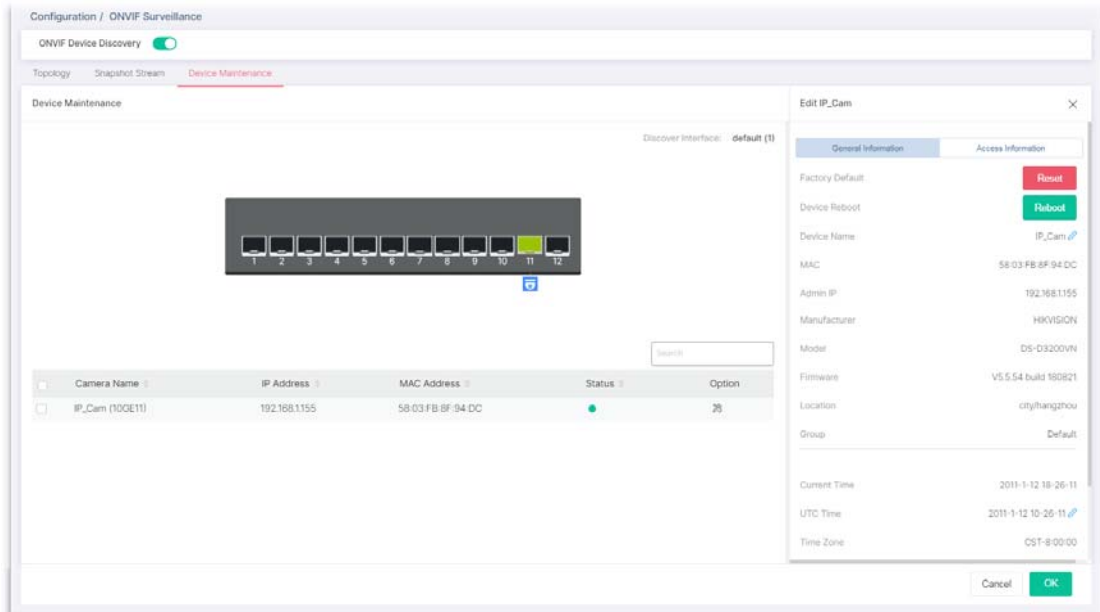 Configuration / ONVIF Surveillance
ONVIF Device Discovery
Topology Snapshot Stream Device Maintenance
Device Maintenance
Discover Interface: default (1)
1 2 3 4 5 6 7 8 9 10 11 12
Search
Camera Name IP Address MAC Address Status Option
IP_Cam (10GE11) 192.168.1.155 58:03:FB:8F:94:DC
Edit IP_Cam
General Information Access Information
Factory Default Reset
Device Reboot Reboot
Device Name IP_Cam
MAC 58:03:FB:8F:94:DC
Admin IP 192.168.1.155
Manufacturer HIKVISION
Model DS-D3200VN
Firmware V5.5.54 build 180821
Location city/hangzhou
Group Default
Current Time 2011-1-12 18-26-11
UTC Time 2011-1-12 10-26-11
Time Zone CST-8:00:00
Cancel OK